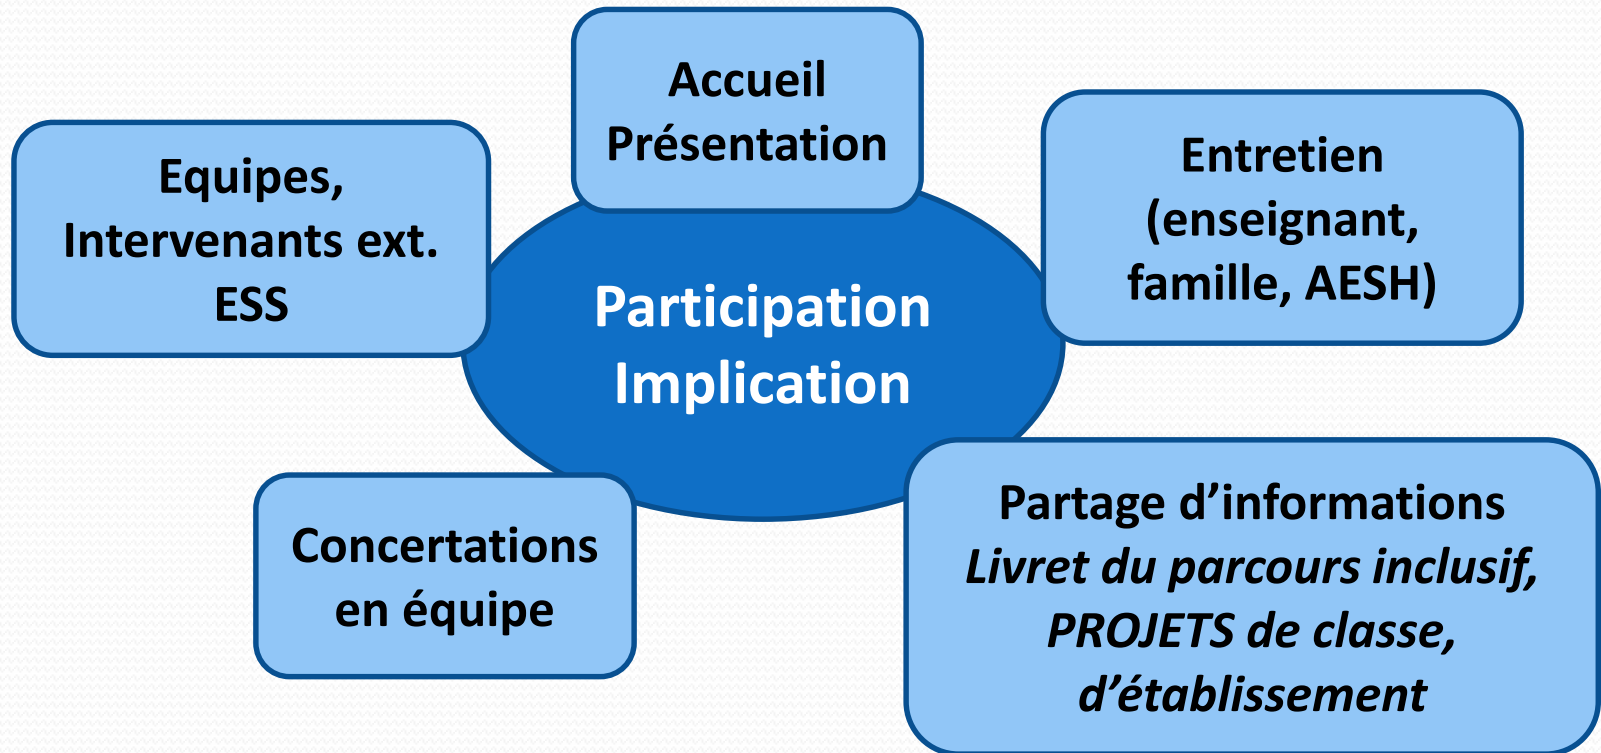 Accueil
Présentation
Equipes,
Intervenants ext.
ESS
Entretien
(enseignant,
famille, AESH)
Participation
Implication
Concertations
en équipe
Partage d’informations
Livret du parcours inclusif,
PROJETS de classe,
d’établissement